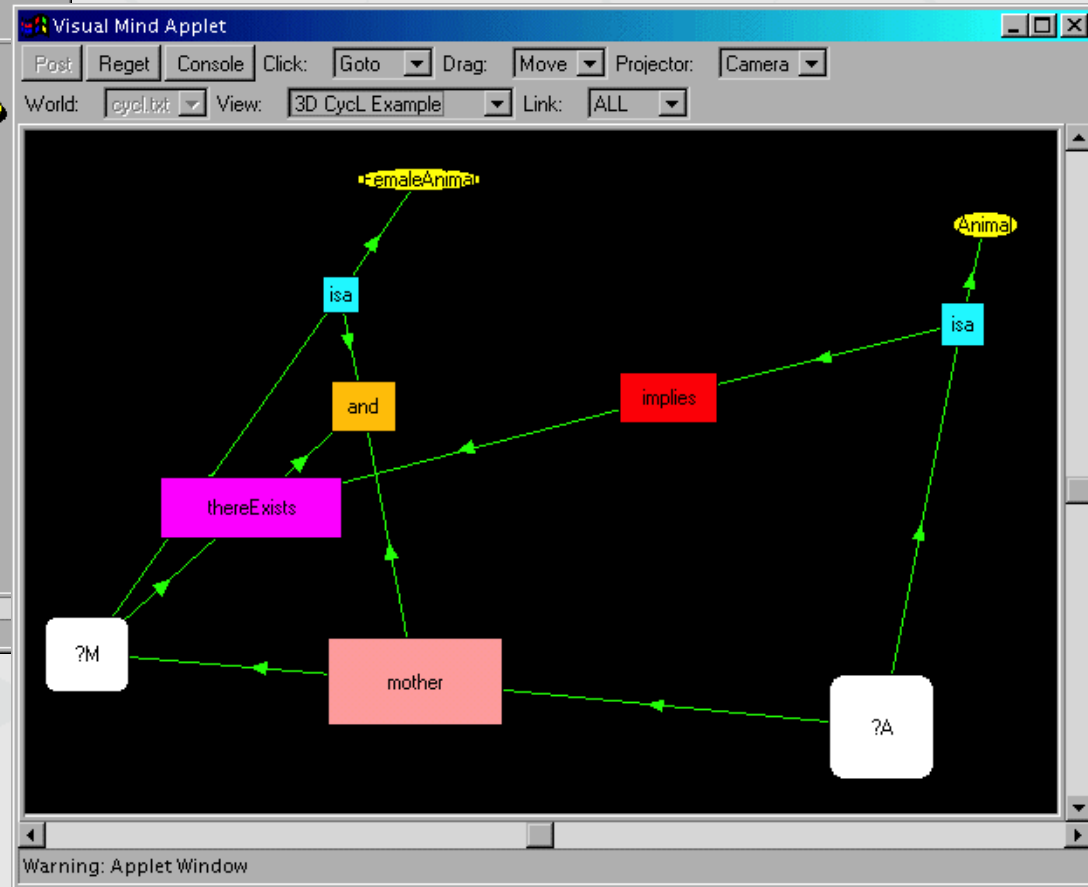 Visual Mind Applet
Post Reget Console Click: Goto Drag: Move Projector: Camera
World: cycl.txt View: 3D CycL Example Link: ALL
FemaleAnimal
Animal
isa
isa
implies
and
thereExists
?M
mother
?A
Warning: Applet Window